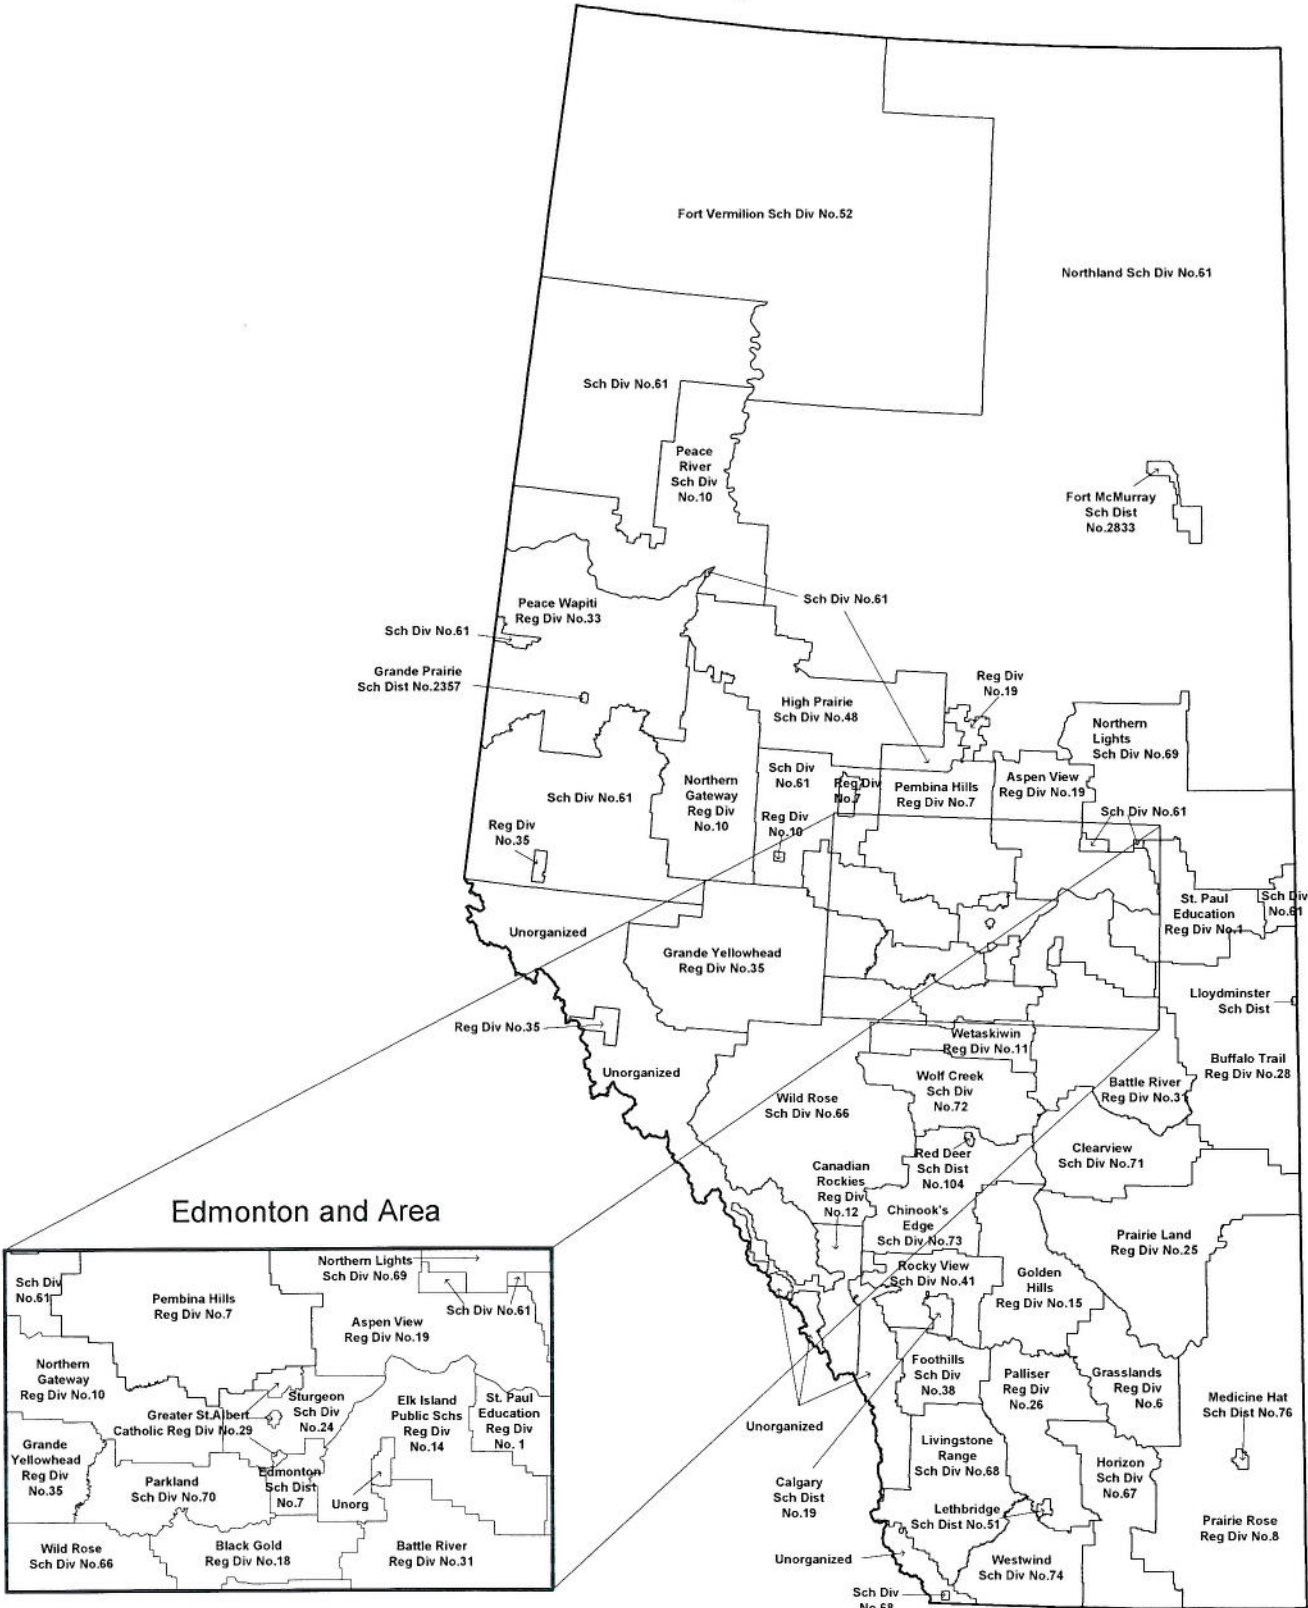 Fort Vermilion Sch Div No.52
Northland Sch Div No.61
Sch Div No.61
Peace
River
Sch Div
No.10
Fort McMurray
Sch Dist
No.2833
Sch Div No.61
Peace Wapiti
Reg Div No.33
Sch Div No.61
Grande Prairie
Sch Dist No.2357
Reg Div
No.19
High Prairie
Sch Div No.48
Northern
Lights
Sch Div No.69
Sch Div
No.61
Reg Div
No.7
Pembina Hills
Reg Div No.7
Aspen View
Reg Div No.19
Northern
Gateway
Reg Div
No.10
Sch Div No.61
Reg Div
No.10
Sch Div No.61
Reg Div
No.35
St. Paul
Education
Reg Div No.1
Sch Div
No.61
Unorganized
Grande Yellowhead
Reg Div No.35
Lloydminster
Sch Dist
Reg Div No.35
Wetaskiwin
Reg Div No.11
Unorganized
Wolf Creek
Sch Div
No.72
Buffalo Trail
Reg Div No.28
Battle River
Reg Div No.31
Wild Rose
Sch Div No.66
Red Deer
Sch Dist
No.104
Clearview
Sch Div No.71
Canadian
Rockies
Reg Div
No.12
Chinook's
Edge
Sch Div No.73
Prairie Land
Reg Div No.25
Rocky View
Sch Div No.41
Golden
Hills
Reg Div No.15
Foothills
Sch Div
No.38
Palliser
Reg Div
No.26
Grasslands
Reg Div
No.6
Medicine Hat
Sch Dist No.76
Unorganized
Livingstone
Range
Sch Div No.68
Horizon
Sch Div
No.67
Calgary
Sch Dist
No.19
Lethbridge
Sch Dist No.51
Prairie Rose
Reg Div No.8
Unorganized
Westwind
Sch Div No.74
Sch Div
No.68
Edmonton and Area
Northern Lights
Sch Div No.69
Sch Div
No.61
Pembina Hills
Reg Div No.7
Sch Div No.61
Aspen View
Reg Div No.19
Northern
Gateway
Reg Div No.10
Greater St.Albert
Catholic Reg Div No.29
Sturgeon
Sch Div
No.24
Elk Island
Public Schs
Reg Div
No.14
St. Paul
Education
Reg Div
No. 1
Grande
Yellowhead
Reg Div
No.35
Parkland
Sch Div No.70
Edmonton
Sch Dist
No.7
Unorg
Wild Rose
Sch Div No.66
Black Gold
Reg Div No.18
Battle River
Reg Div No.31